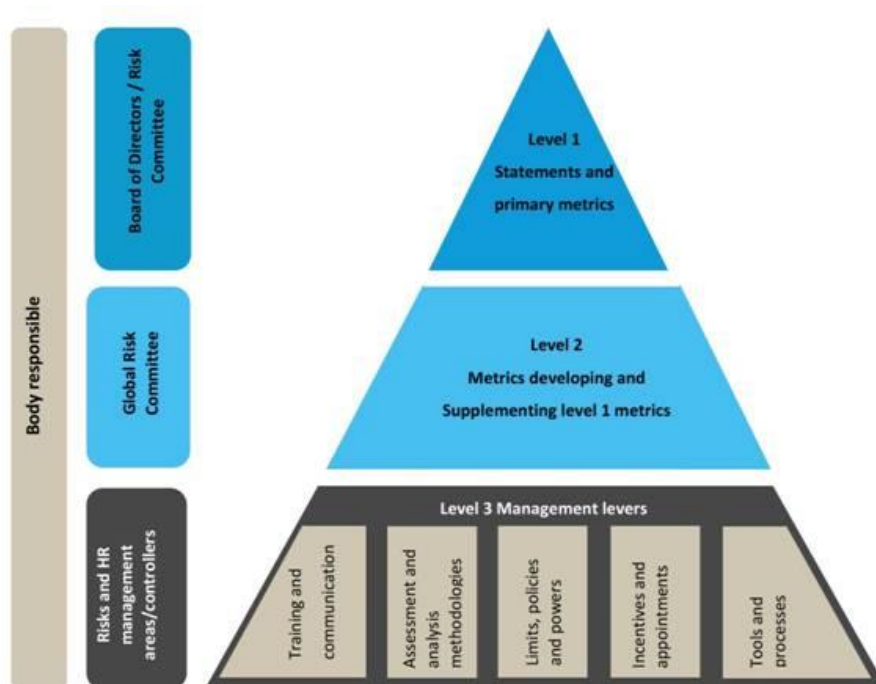 Body responsible
Board of Directors / Risk
Committee
Global Risk
Committee
Risks and HR
management
areas/controllers
Level 1
Statements and
primary metrics
Level 2
Metrics developing and
Supplementing level 1 metrics
Level 3 Management levers
Training and
communication
Assessment and
analysis
methodologies
Limits, policies
and powers
Incentives and
appointments
Tools and
processes